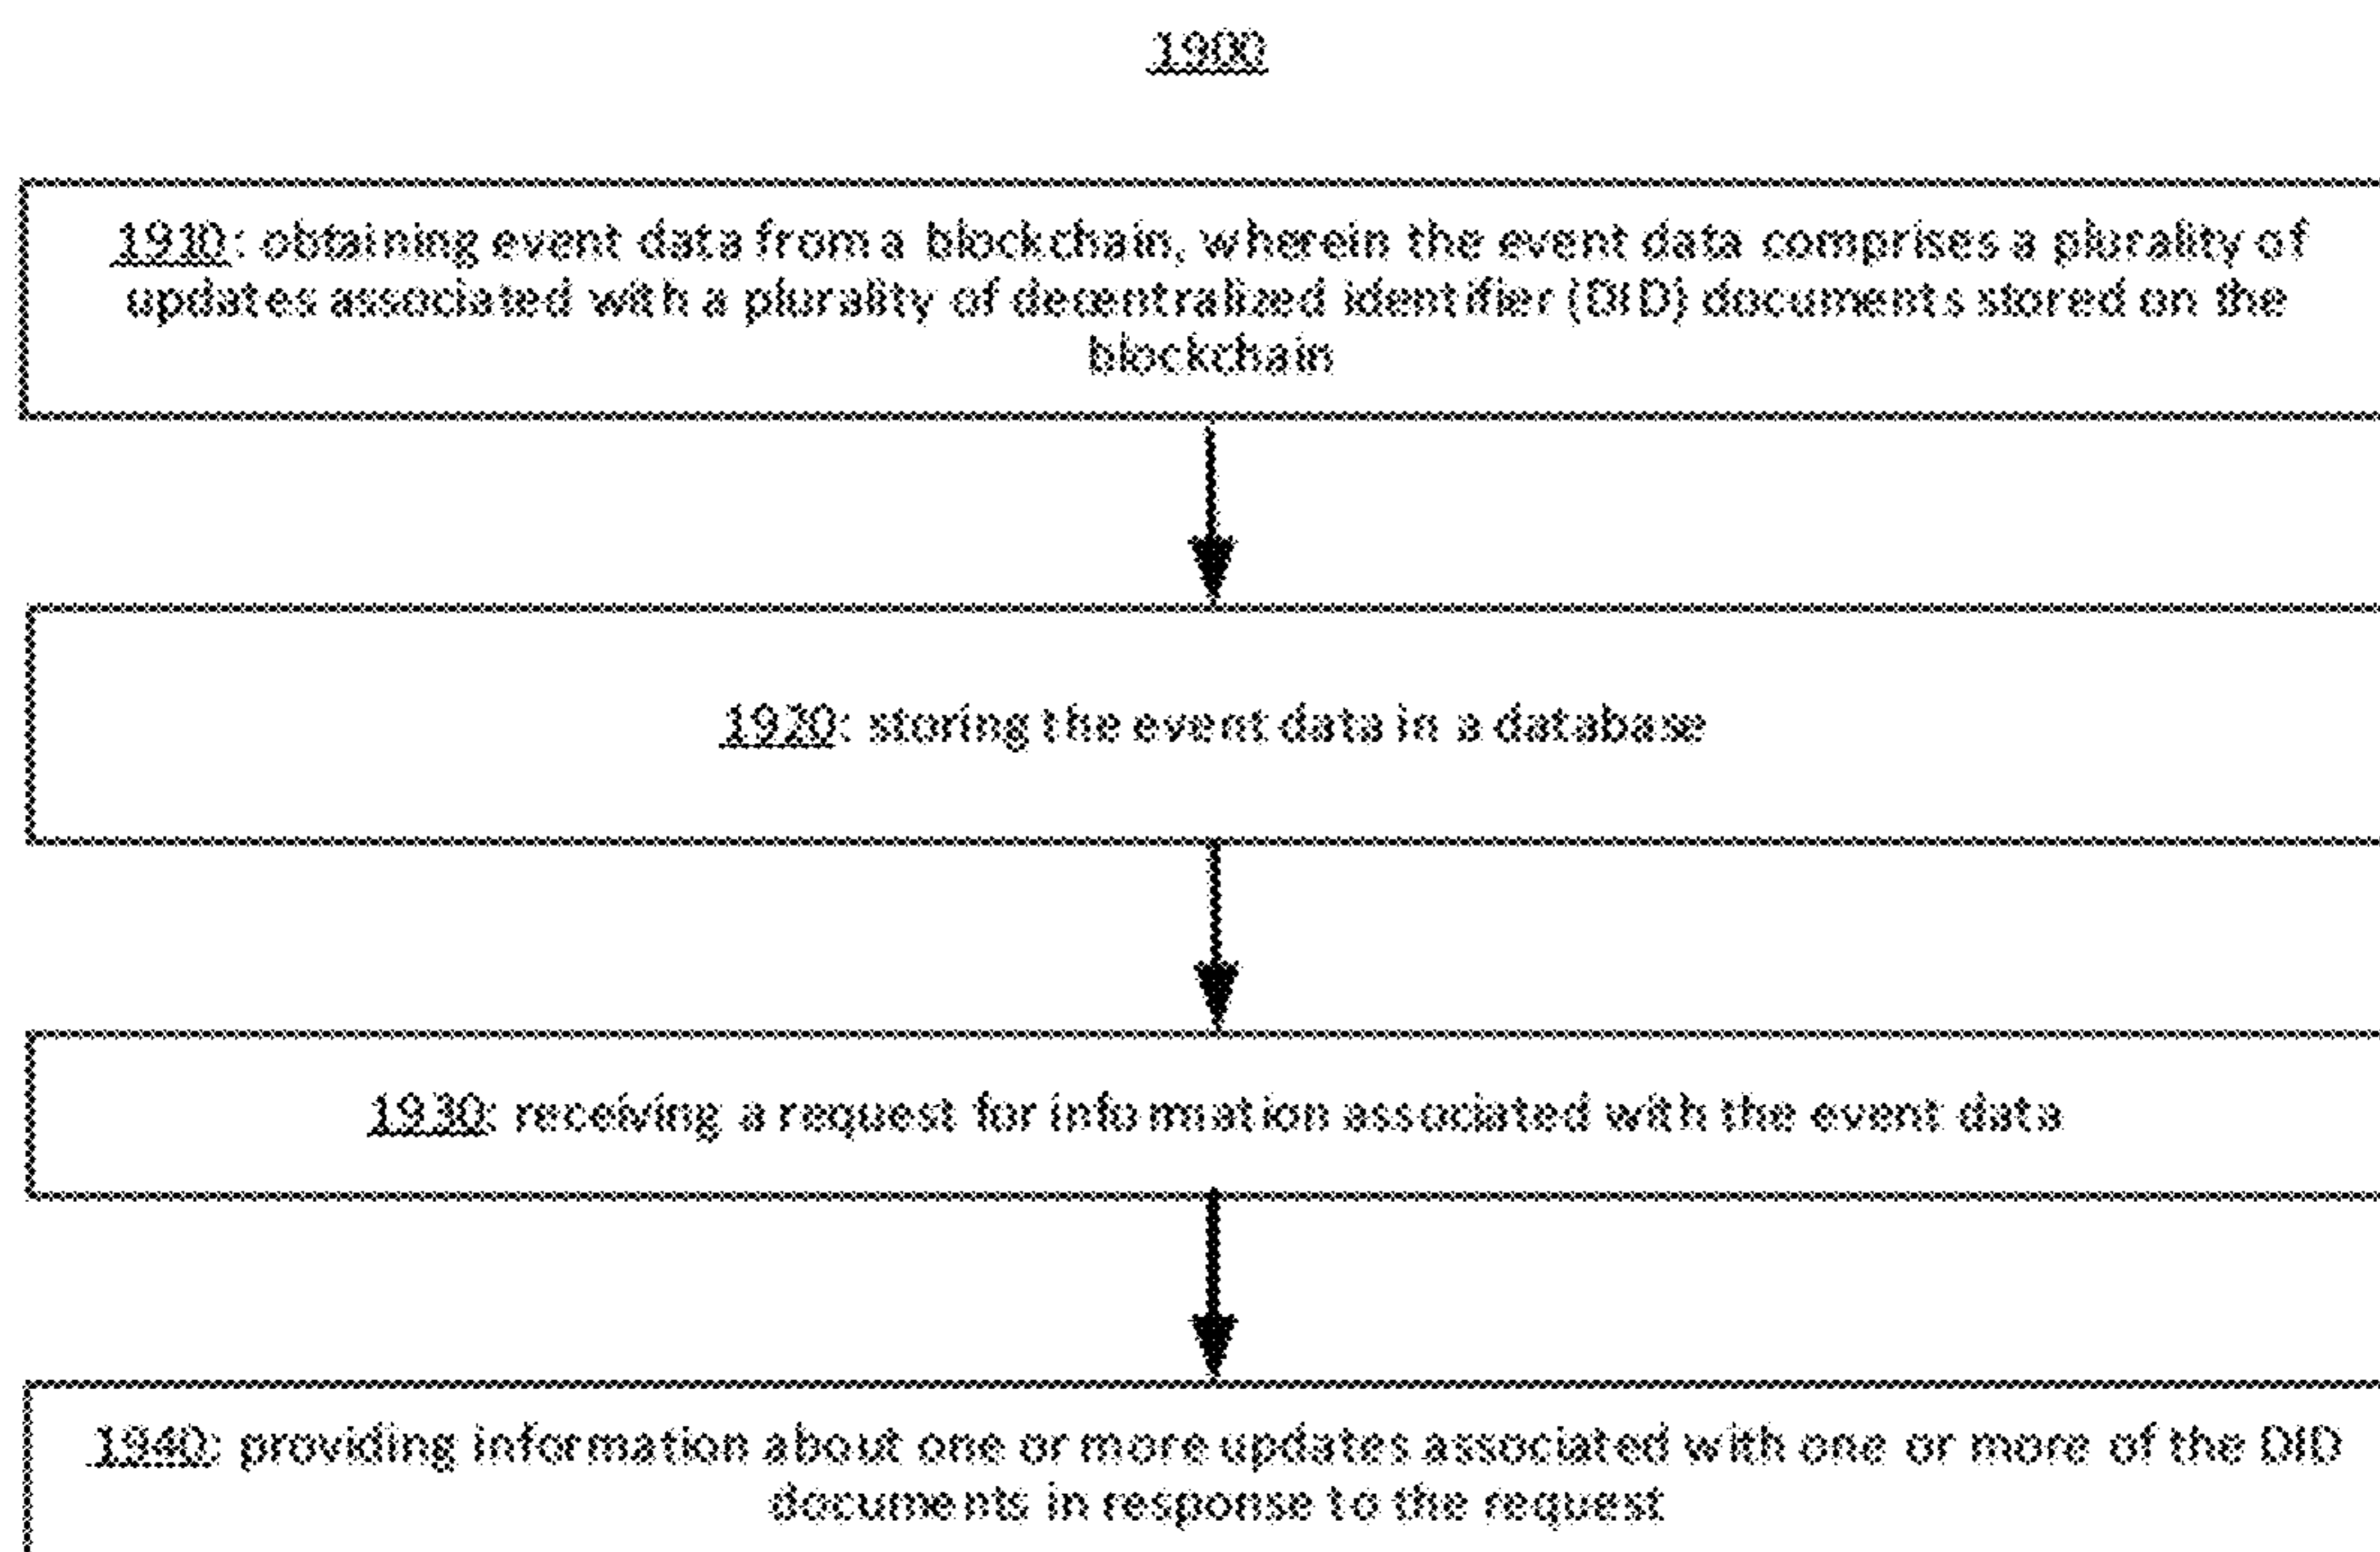 1900
1910: obtaining event data from a blockchain, wherein the event data comprises a plurality of
updates associated with a plurality of decentralized identifier (DID) documents stored on the
blockchain
1920: storing the event data in a database
1930: receiving a request for information associated with the event data
1940: providing information about one or more updates associated with one or more of the DID
documents in response to the request